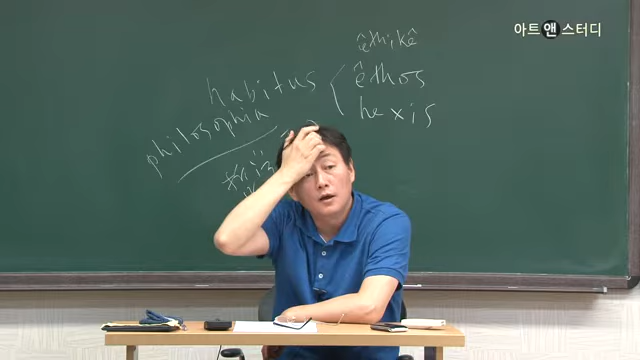 아트앤스터디
êthikê
habitus < êthos
hexis
philosophia